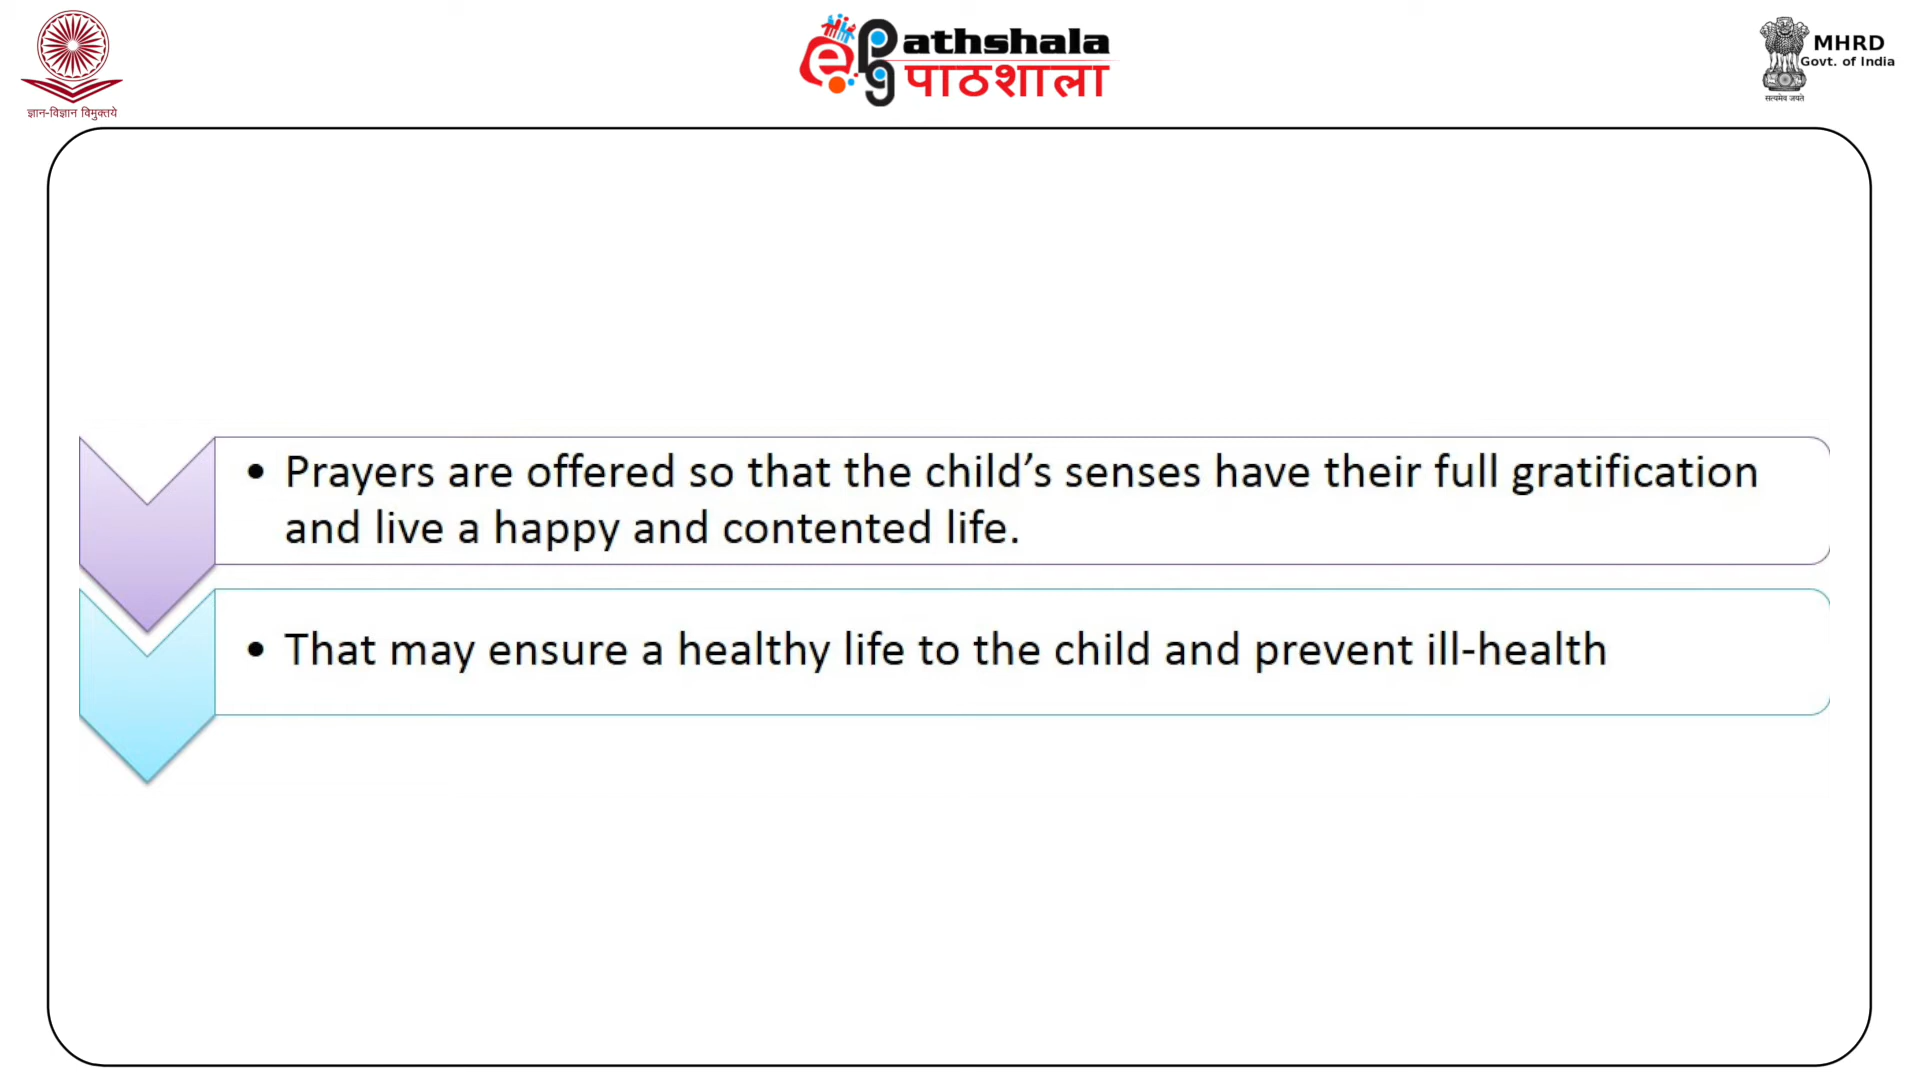 ज्ञान-विज्ञान विमुक्तये
e pg athshala
पाठशाला
MHRD
Govt. of India
सत्यमेव जयते
• Prayers are offered so that the child’s senses have their full gratification
and live a happy and contented life.
• That may ensure a healthy life to the child and prevent ill-health